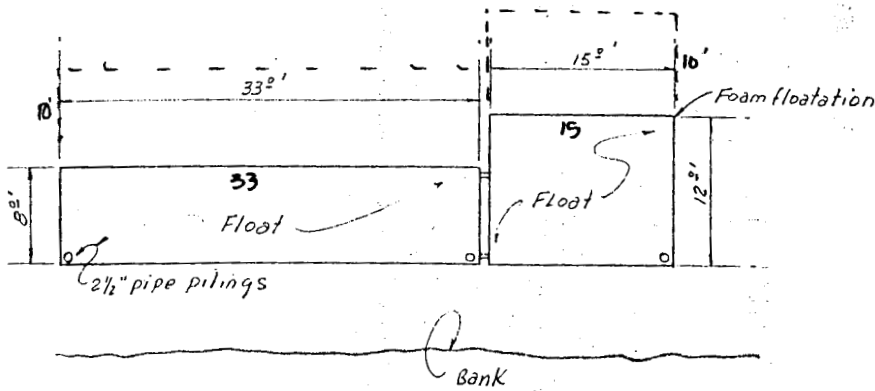 15⁰'
10'
33⁰'
10'
Foam floatation
15
33
8⁰'
12⁰'
Float
Float
2½" pipe pilings
Bank